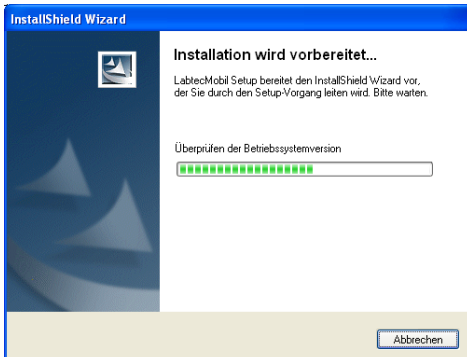 InstallShield Wizard
Installation wird vorbereitet...
LabtecMobil Setup bereitet den InstallShield Wizard vor,
der Sie durch den Setup-Vorgang leiten wird. Bitte warten.
Überprüfen der Betriebssystemversion
Abbrechen